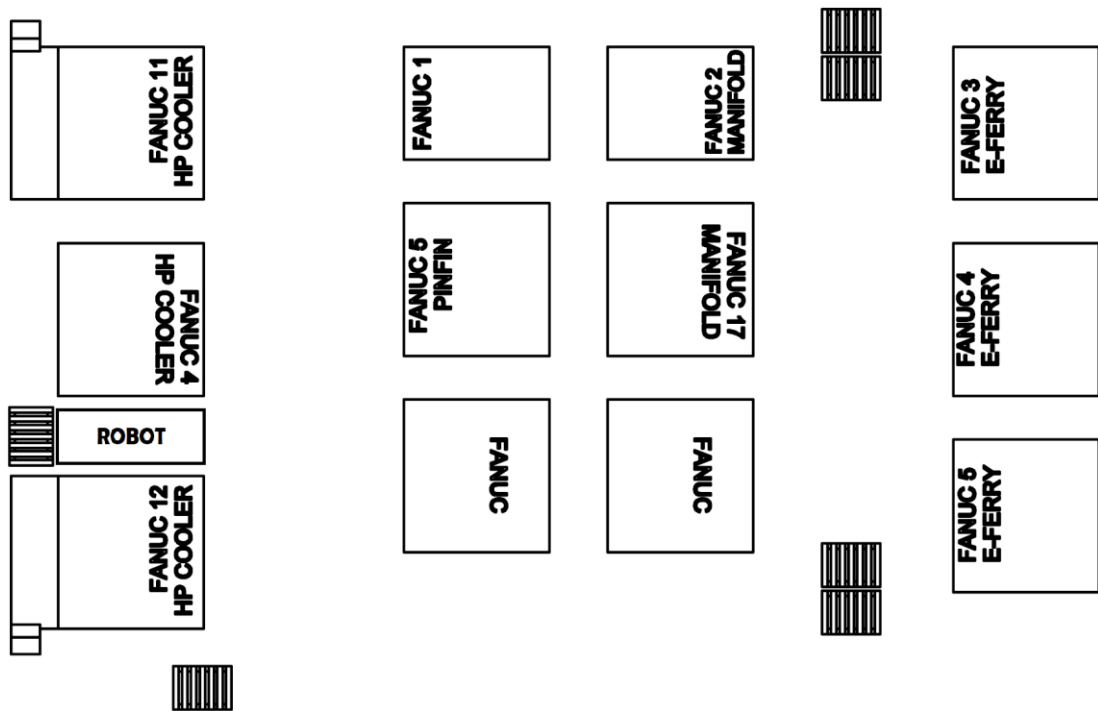 FANUC 11
HP COOLER
FANUC 1
FANUC 2
MANIFOLD
FANUC 3
E-FERRY
FANUC 4
HP COOLER
FANUC 5
PINFIN
FANUC 17
MANIFOLD
FANUC 4
E-FERRY
ROBOT
FANUC 12
HP COOLER
FANUC
FANUC
FANUC 5
E-FERRY